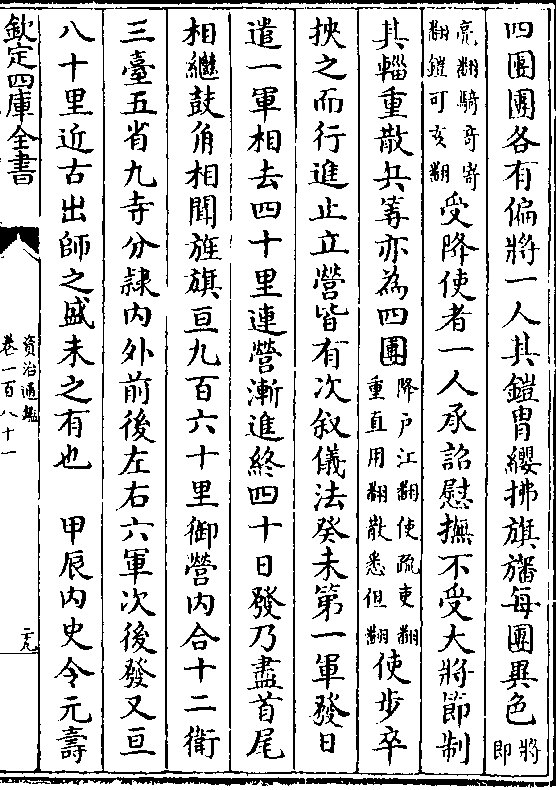 四團團各有偏將一人其鎧胄纓拂旗旛每團異色將即
亮翻騎奇寄翻鎧可亥翻受降使者一人承詔慰撫不受大將節制
其輜重散兵等亦為四團降户江翻使疏吏翻重直用翻散悉但翻使步卒
挾之而行進止立營皆有次叙儀法癸未第一軍發日
遣一軍相去四十里連營漸進終四十日發乃盡首尾
相繼鼓角相聞旌旗亘九百六十里御營内合十二衛
三臺五省九寺分隷内外前後左右六軍次後發又亘
八十里近古出師之盛未之有也 甲辰内史令元壽
欽定四庫全書
資治通鑑
卷一百八十一
二十九